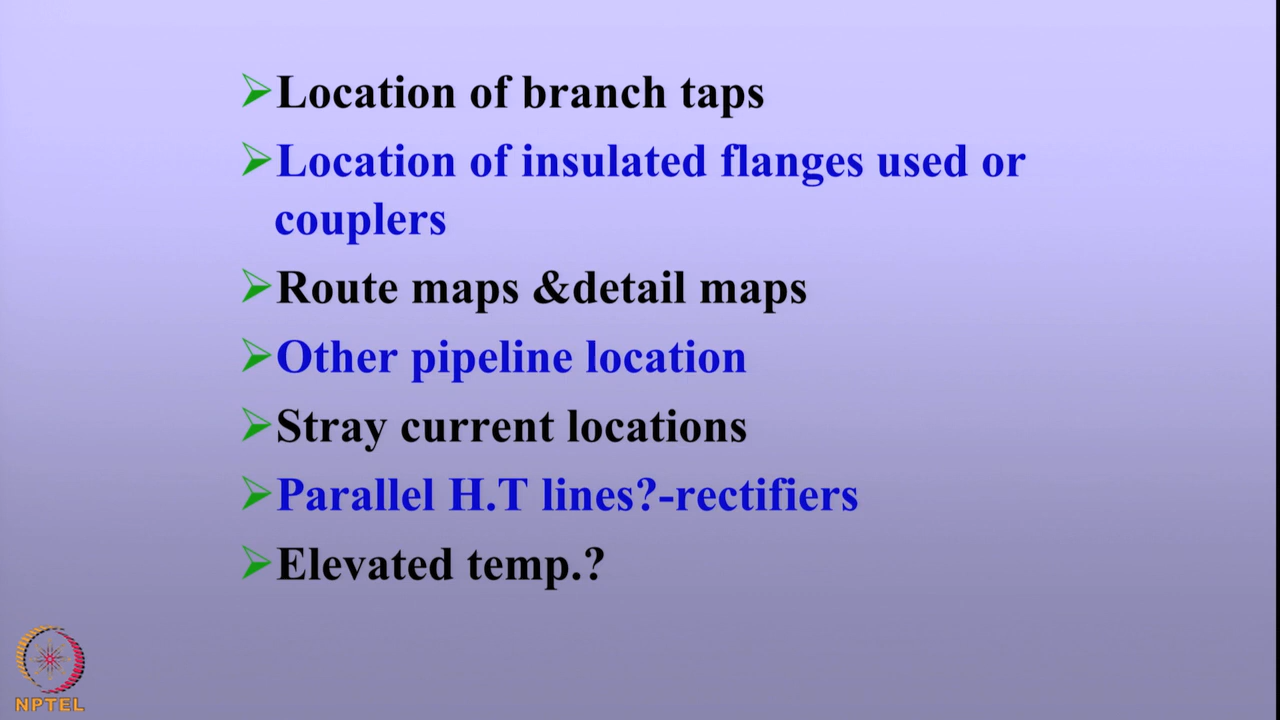 Location of branch taps
Location of insulated flanges used or
couplers
Route maps &detail maps
Other pipeline location
Stray current locations
Parallel H.T lines?-rectifiers
Elevated temp.?
NPTEL